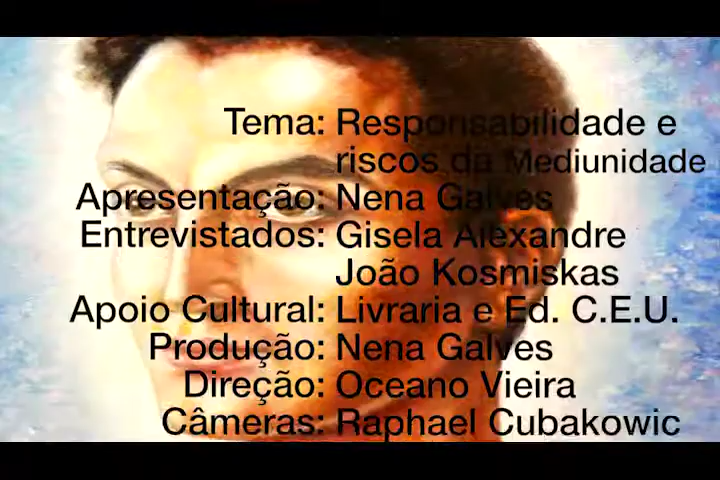 Tema: Responsabilidade e
riscos da Mediunidade
Apresentação: Nena Galves
Entrevistados: Gisela Alexandre
João Kosmiskas
Apoio Cultural: Livraria e Ed. C.E.U.
Produção: Nena Galves
Direção: Oceano Vieira
Câmeras: Raphael Cubakowic